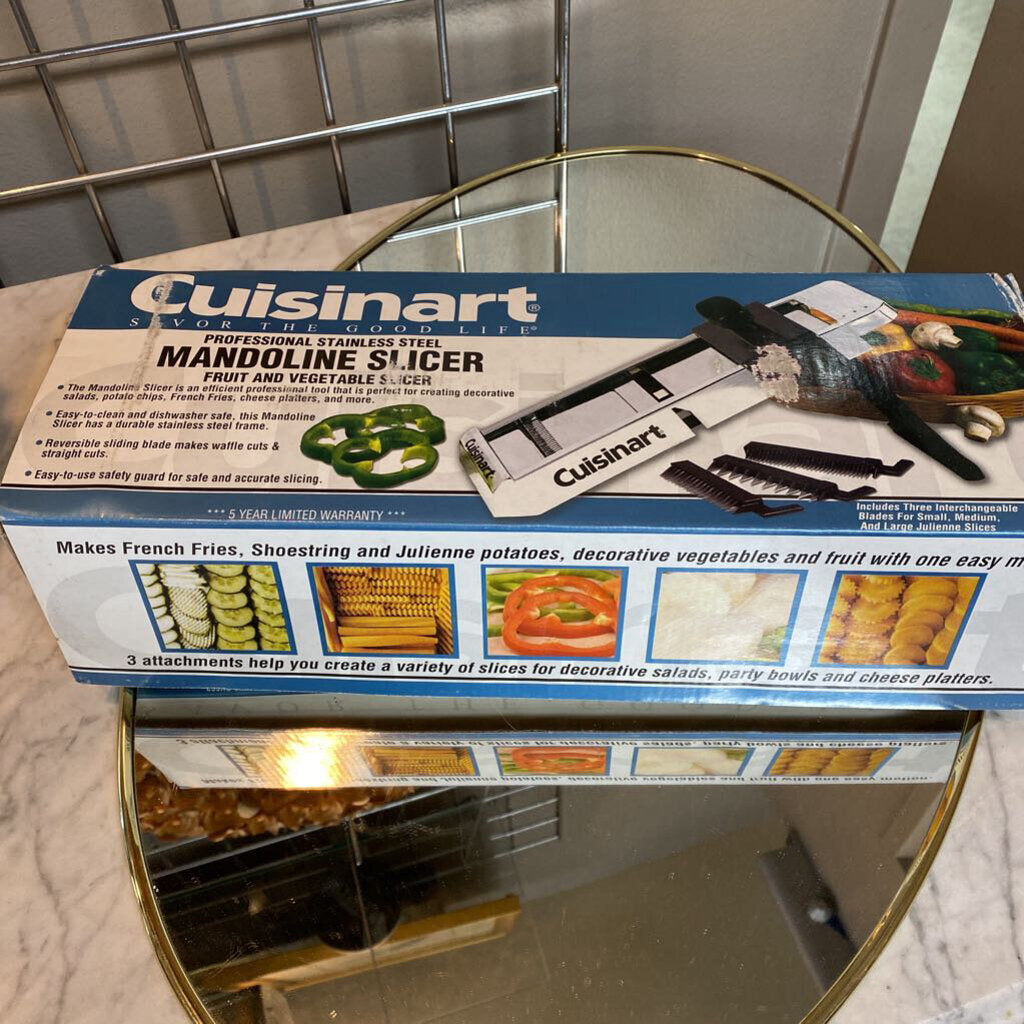 Cuisinart®
SAVOR THE GOOD LIFE®
PROFESSIONAL STAINLESS STEEL
MANDOLINE SLICER
FRUIT AND VEGETABLE SLICER
• The Mandoline Slicer is an efficient professional tool that is perfect for creating decorative
salads, potato chips, French Fries, cheese platters, and more.
• Easy-to-clean and dishwasher safe, this Mandoline
Slicer has a durable stainless steel frame.
• Reversible sliding blade makes waffle cuts &
straight cuts.
• Easy-to-use safety guard for safe and accurate slicing.
Cuisinart
Cuisinart
*** 5 YEAR LIMITED WARRANTY ***
Includes Three Interchangeable
Blades For Small, Medium,
And Large Julienne Slices
Makes French Fries, Shoestring and Julienne potatoes, decorative vegetables and fruit with one easy m
3 attachments help you create a variety of slices for decorative salads, party bowls and cheese platters.